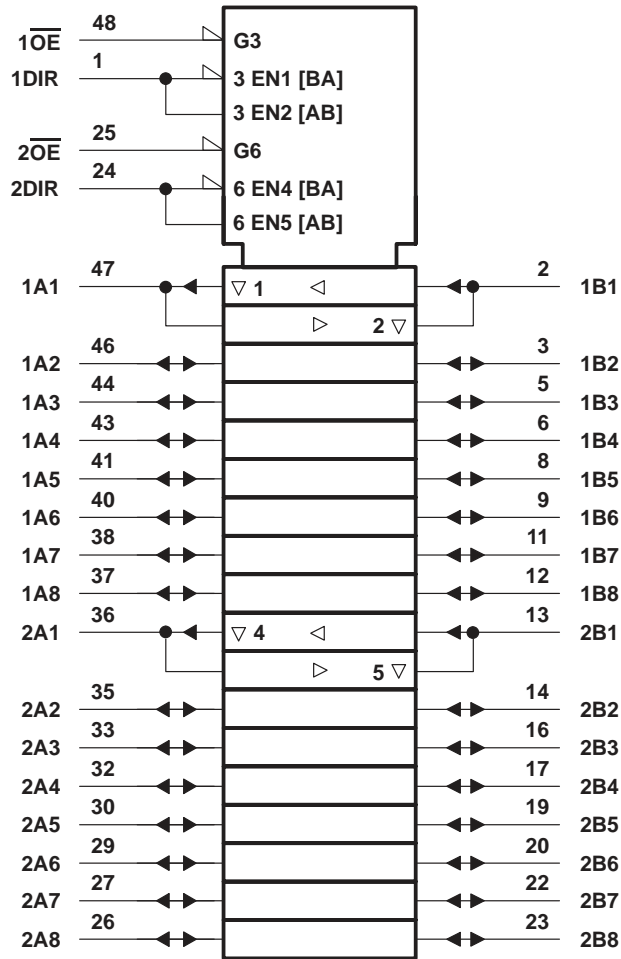 48
1OE G3
1
1DIR 3 EN1 [BA]
3 EN2 [AB]
25
2OE G6
24
2DIR 6 EN4 [BA]
6 EN5 [AB]
47 2
1A1 1 1B1
2
46 3
1A2 1B2
44 5
1A3 1B3
43 6
1A4 1B4
41 8
1A5 1B5
40 9
1A6 1B6
38 11
1A7 1B7
37 12
1A8 1B8
36 13
2A1 4 2B1
5
35 14
2A2 2B2
33 16
2A3 2B3
32 17
2A4 2B4
30 19
2A5 2B5
29 20
2A6 2B6
27 22
2A7 2B7
26 23
2A8 2B8